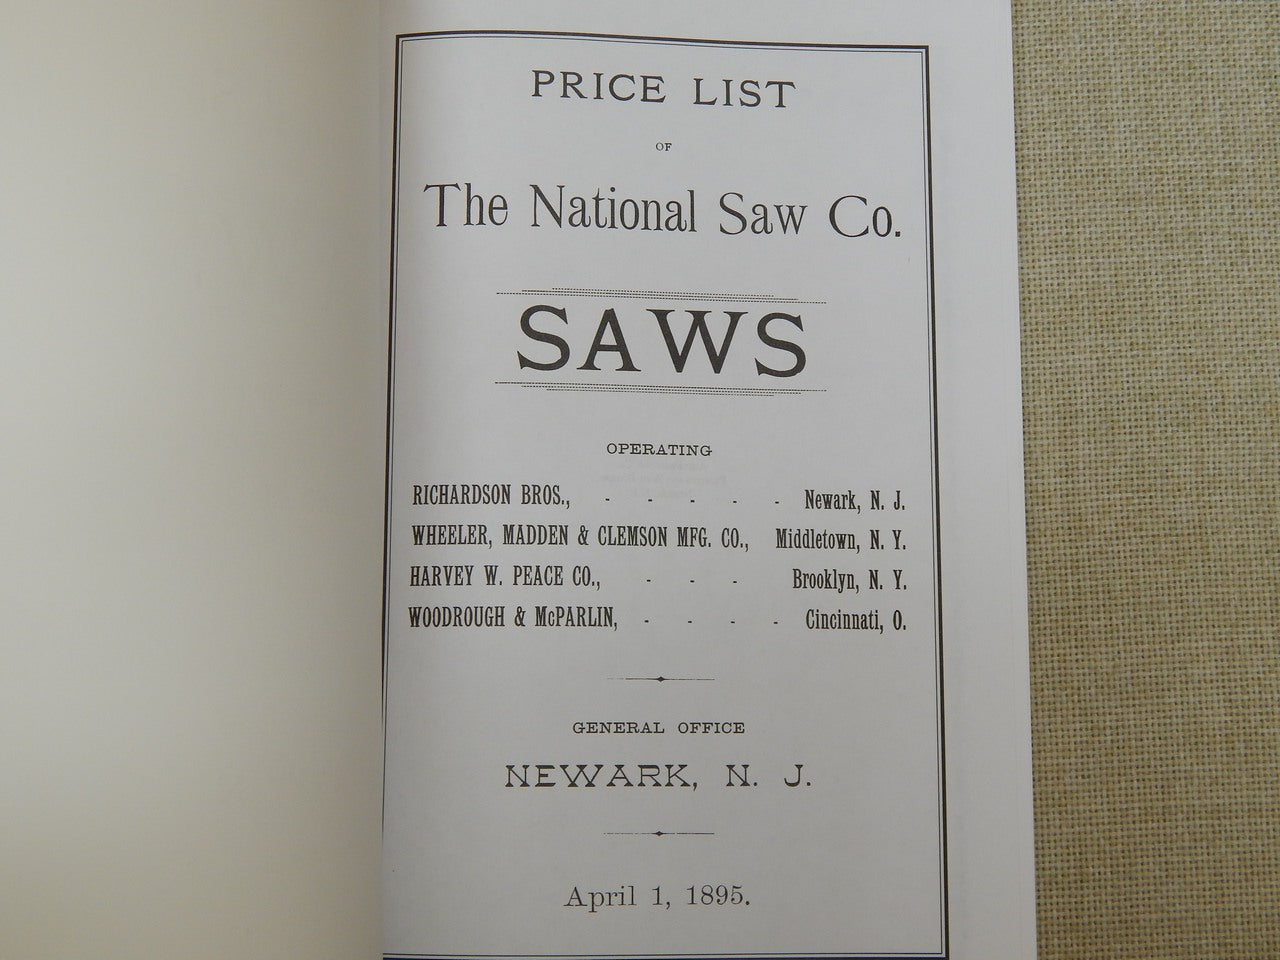 PRICE LIST
OF
The National Saw Co.
SAWS
OPERATING
RICHARDSON BROS., - - - - - Newark, N. J.
WHEELER, MADDEN & CLEMSON MFG. CO., Middletown, N. Y.
HARVEY W. PEACE CO., - - - Brooklyn, N. Y.
WOODROUGH & McPARLIN, - - - - Cincinnati, O.
GENERAL OFFICE
NEWARK, N. J.
April 1, 1895.